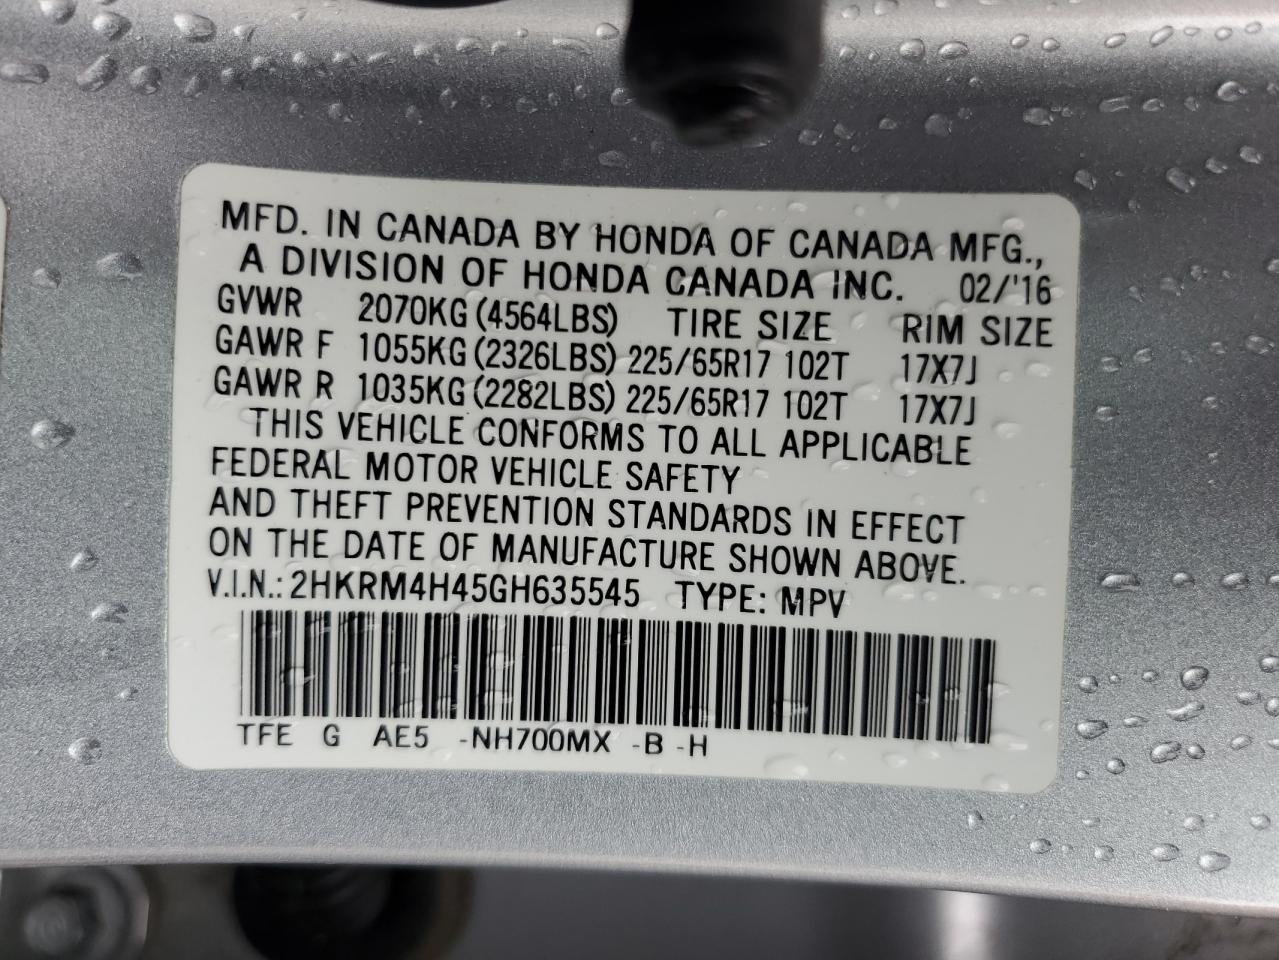 MFD. IN CANADA BY HONDA OF CANADA MFG.,
A DIVISION OF HONDA CANADA INC. 02/'16
GVWR 2070KG (4564LBS) TIRE SIZE RIM SIZE
GAWR F 1055KG (2326LBS) 225/65R17 102T 17X7J
GAWR R 1035KG (2282LBS) 225/65R17 102T 17X7J
THIS VEHICLE CONFORMS TO ALL APPLICABLE
FEDERAL MOTOR VEHICLE SAFETY
AND THEFT PREVENTION STANDARDS IN EFFECT
ON THE DATE OF MANUFACTURE SHOWN ABOVE.
V.I.N.: 2HKRM4H45GH635545 TYPE: MPV
TFE G AE5 -NH700MX -B -H